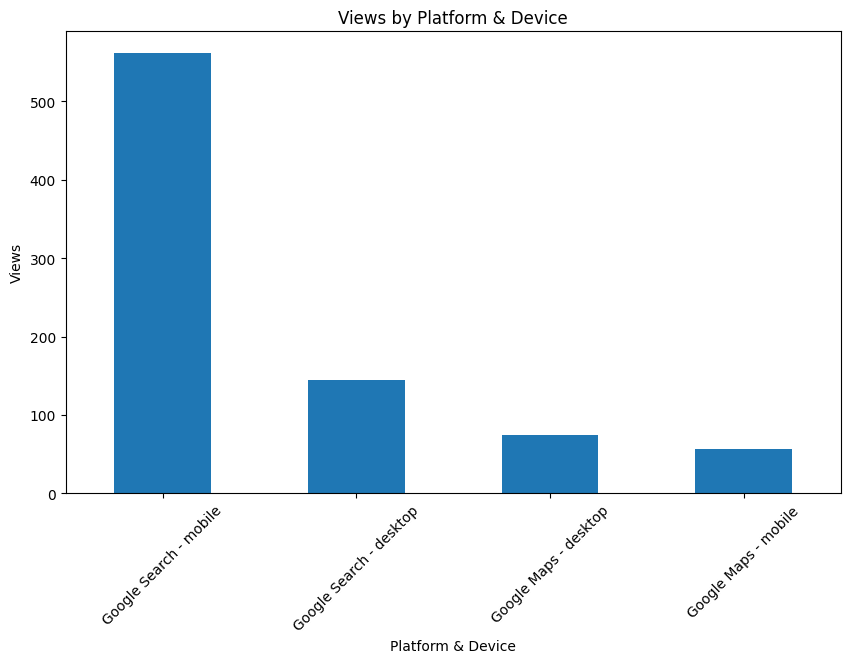 Views by Platform & Device
Views
500
400
300
200
100
0
Google Search - mobile
Google Search - desktop
Google Maps - desktop
Google Maps - mobile
Platform & Device